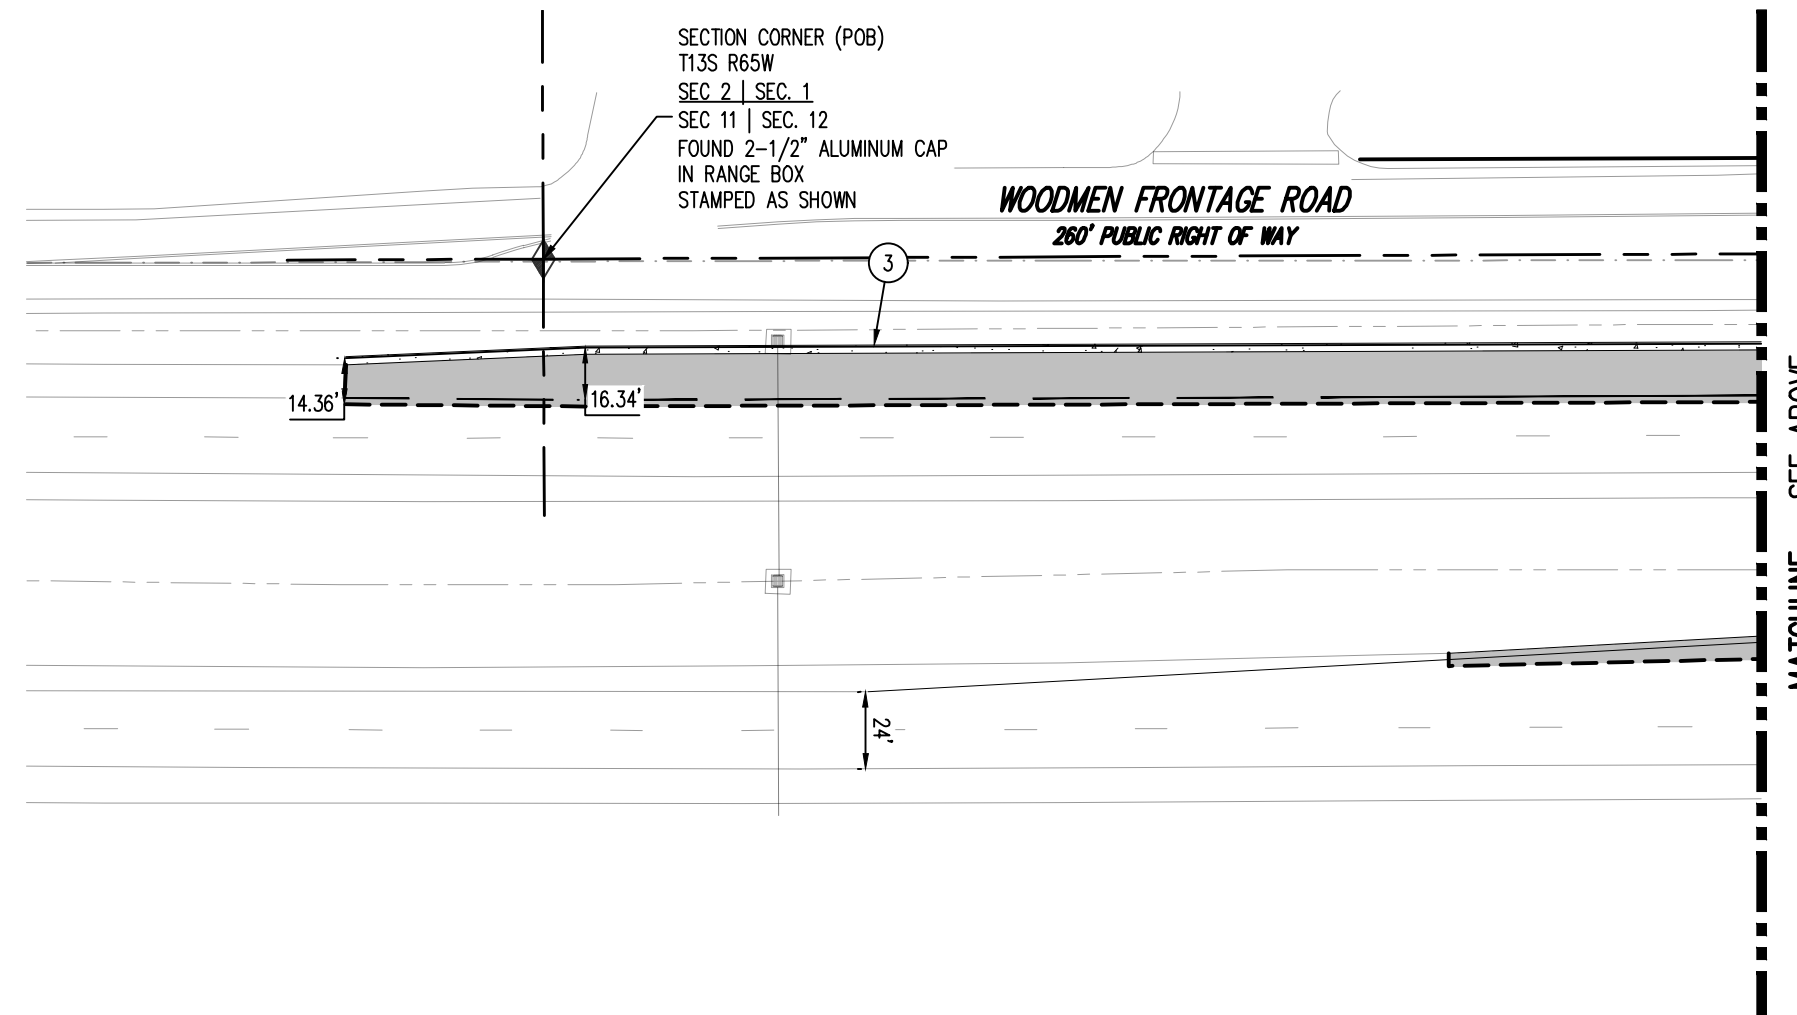 SECTION CORNER (POB)
T13S R65W
SEC 2 | SEC. 1
SEC 11 | SEC. 12
FOUND 2-1/2" ALUMINUM CAP
IN RANGE BOX
STAMPED AS SHOWN
WOODMEN FRONTAGE ROAD
260' PUBLIC RIGHT OF WAY
3
14.36'
16.34'
24'